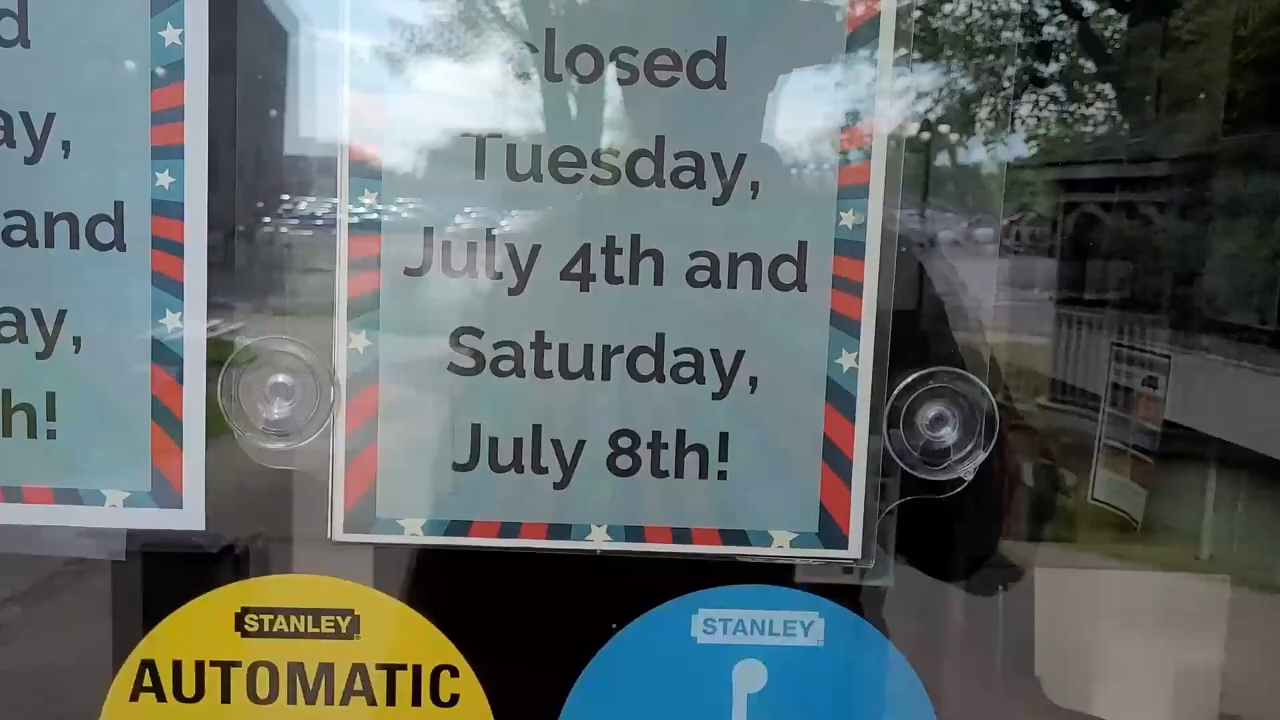 d
ay,
and
ay,
h!
closed
Tuesday,
July 4th and
Saturday,
July 8th!
STANLEY
AUTOMATIC
STANLEY